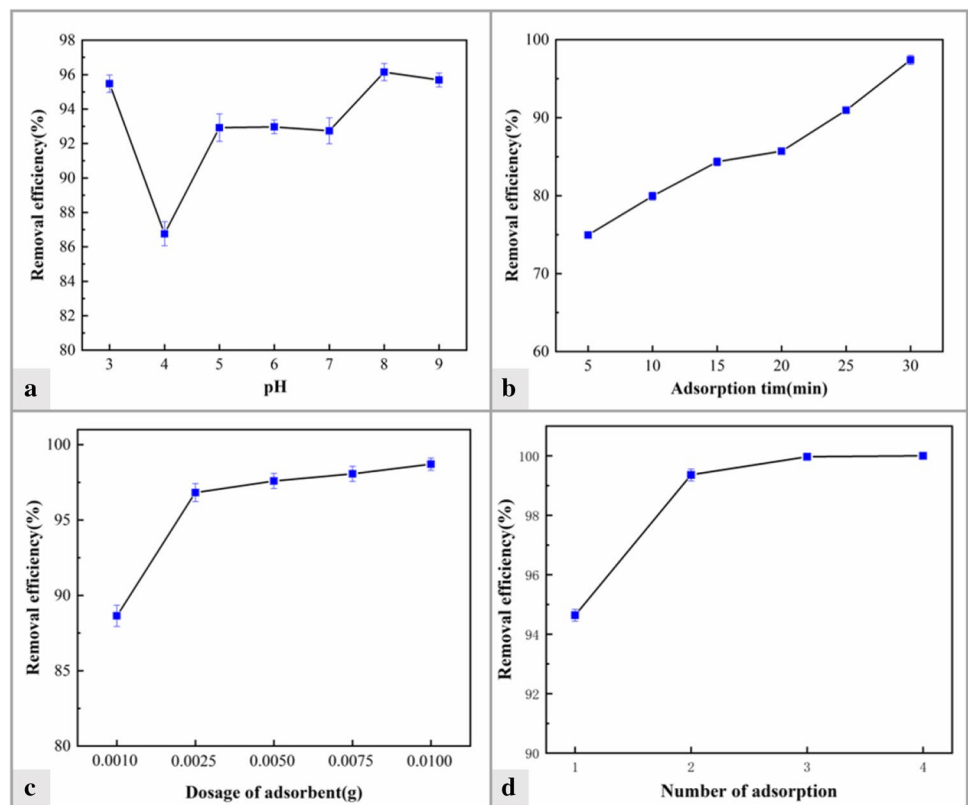 Removal efficiency(%)
98
96
94
92
90
88
86
84
82
80
3 4 5 6 7 8 9
pH
a
Removal efficiency(%)
100
90
80
70
60
5 10 15 20 25 30
Adsorption tim(min)
b
Removal efficiency(%)
100
95
90
85
80
0.0010 0.0025 0.0050 0.0075 0.0100
Dosage of adsorbent(g)
c
Removal efficiency(%)
100
98
96
94
92
90
1 2 3 4
Number of adsorption
d